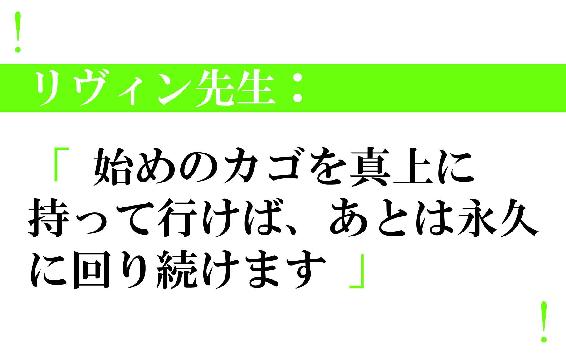 !
リヴィン先生：
「 始めのカゴを真上に
持って行けば、あとは永久
に回り続けます 」
!